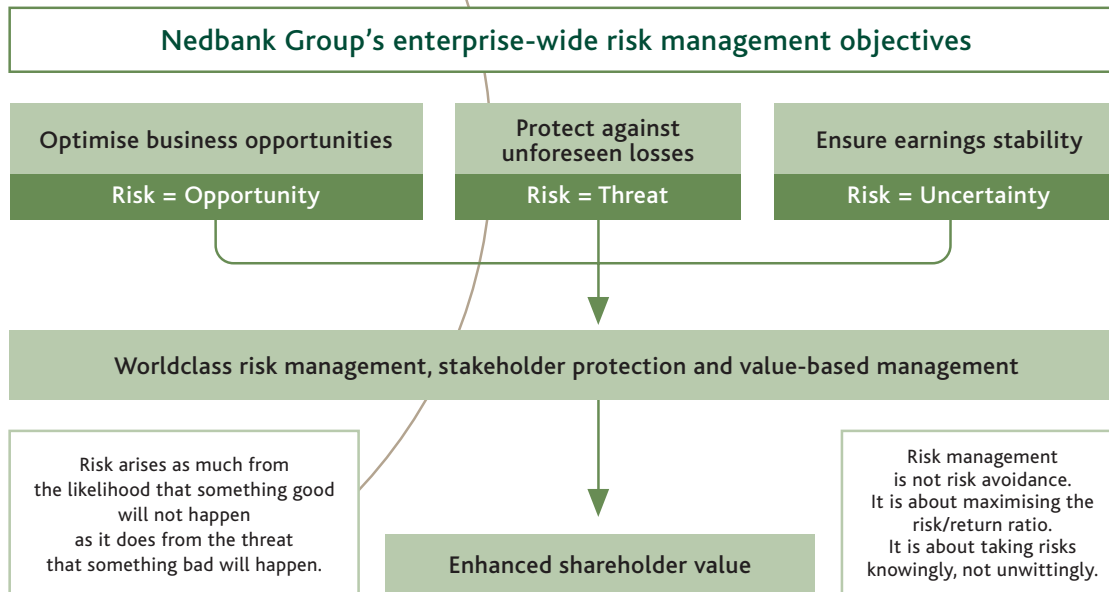 Nedbank Group's enterprise-wide risk management objectives
Optimise business opportunities
Risk = Opportunity
Protect against
unforeseen losses
Risk = Threat
Ensure earnings stability
Risk = Uncertainty
Worldclass risk management, stakeholder protection and value-based management
Risk arises as much from
the likelihood that something good
will not happen
as it does from the threat
that something bad will happen.
Enhanced shareholder value
Risk management
is not risk avoidance.
It is about maximising the
risk/return ratio.
It is about taking risks
knowingly, not unwittingly.